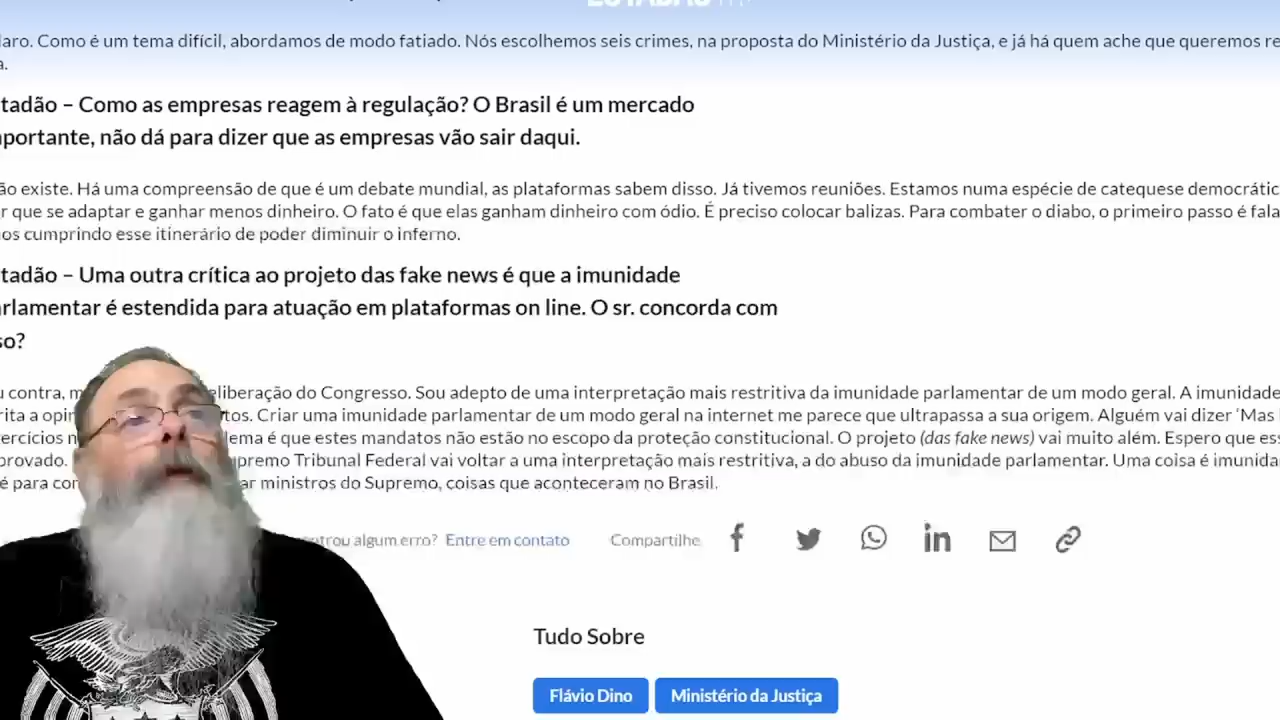 ESTADÃO
laro. Como é um tema difícil, abordamos de modo fatiado. Nós escolhemos seis crimes, na proposta do Ministério da Justiça, e já há quem ache que queremos re
a.
tadão – Como as empresas reagem à regulação? O Brasil é um mercado
portante, não dá para dizer que as empresas vão sair daqui.
ão existe. Há uma compreensão de que é um debate mundial, as plataformas sabem disso. Já tivemos reuniões. Estamos numa espécie de catequese democrátic
r que se adaptar e ganhar menos dinheiro. O fato é que elas ganham dinheiro com ódio. É preciso colocar balizas. Para combater o diabo, o primeiro passo é fala
os cumprindo esse itinerário de poder diminuir o inferno.
tadão – Uma outra crítica ao projeto das fake news é que a imunidade
arlamentar é estendida para atuação em plataformas on line. O sr. concorda com
so?
u contra, m eliberação do Congresso. Sou adepto de uma interpretação mais restritiva da imunidade parlamentar de um modo geral. A imunidade
rita a opin tos. Criar uma imunidade parlamentar de um modo geral na internet me parece que ultrapassa a sua origem. Alguém vai dizer ‘Mas
ercícios n lema é que estes mandatos não estão no escopo da proteção constitucional. O projeto (das fake news) vai muito além. Espero que es
provado. premo Tribunal Federal vai voltar a uma interpretação mais restritiva, a do abuso da imunidade parlamentar. Uma coisa é imunida
é para con ar ministros do Supremo, coisas que aconteceram no Brasil.
ntrou algum erro? Entre em contato Compartilhe
Tudo Sobre
Flávio Dino Ministério da Justiça